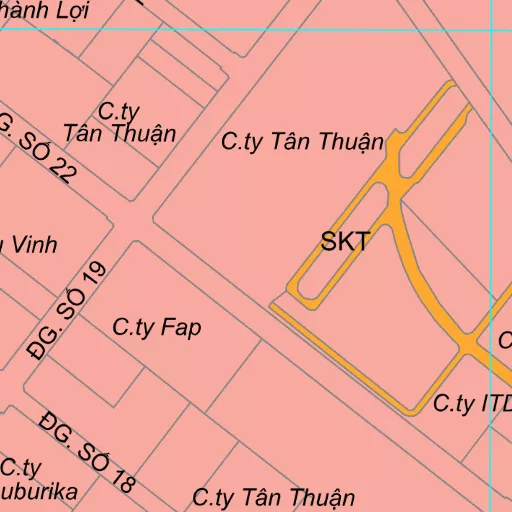 hành Lợi
C.ty
Tân Thuận
C.ty Tân Thuận
G. SỐ 22
Vinh
SKT
ĐG. SỐ 19
C.ty Fap
C.ty ITD
ĐG. SỐ 18
C.ty
uburika
C.ty Tân Thuận